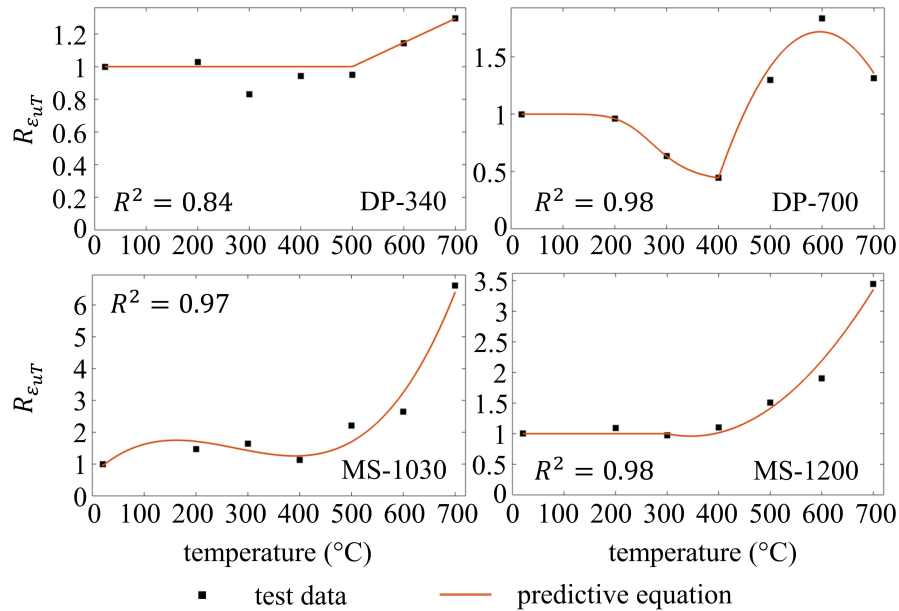 R_{εuT}
1.2
1
0.8
0.6
0.4
0.2
0
R² = 0.84
DP-340
0 100 200 300 400 500 600 700
1.5
1
0.5
0
R² = 0.98
DP-700
0 100 200 300 400 500 600 700
R_{εuT}
6
5
4
3
2
1
0
R² = 0.97
MS-1030
0 100 200 300 400 500 600 700
temperature (°C)
3.5
3
2.5
2
1.5
1
0.5
0
R² = 0.98
MS-1200
0 100 200 300 400 500 600 700
temperature (°C)
test data
predictive equation